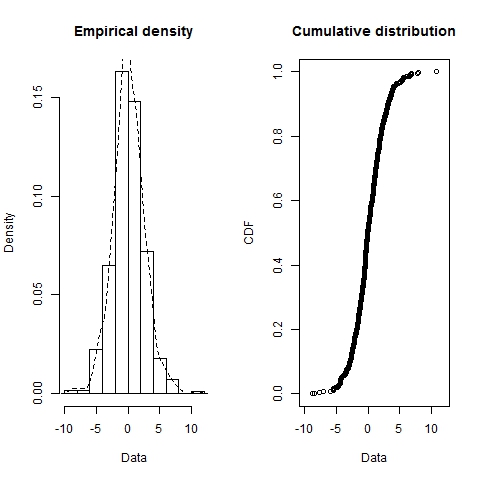 Empirical density
Density
0.00
0.05
0.10
0.15
-10 -5 0 5 10
Data
Cumulative distribution
CDF
0.0
0.2
0.4
0.6
0.8
1.0
-10 -5 0 5 10
Data